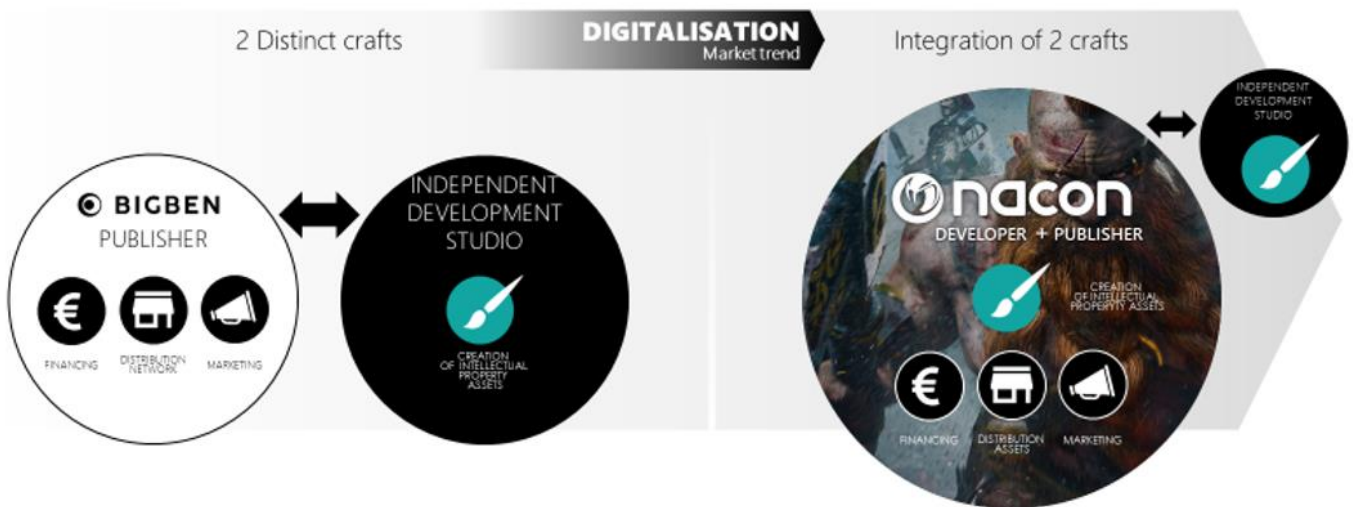 2 Distinct crafts
DIGITALISATION
Market trend
Integration of 2 crafts
BIGBEN
PUBLISHER
FINANCING
DISTRIBUTION
NETWORK
MARKETING
INDEPENDENT
DEVELOPMENT
STUDIO
CREATION
OF INTELLECTUAL
PROPERTY
ASSETS
nacon
DEVELOPER + PUBLISHER
CREATION
OF INTELLECTUAL
PROPERYTY ASSETS
FINANCING
DISTRIBUTION
ASSETS
MARKETING
INDEPENDENT
DEVELOPMENT
STUDIO